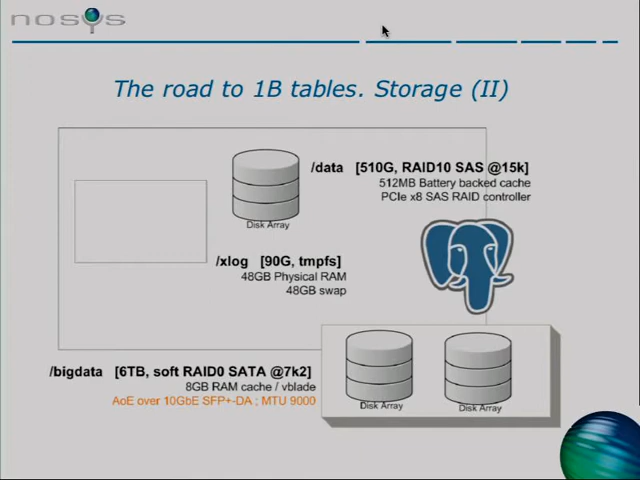 nosys
The road to 1B tables. Storage (II)
/data [510G, RAID10 SAS @15k]
512MB Battery backed cache
PCIe x8 SAS RAID controller
Disk Array
/xlog [90G, tmpfs]
48GB Physical RAM
48GB swap
/bigdata [6TB, soft RAID0 SATA @7k2]
8GB RAM cache / vblade
AoE over 10GbE SFP+-DA ; MTU 9000
Disk Array
Disk Array